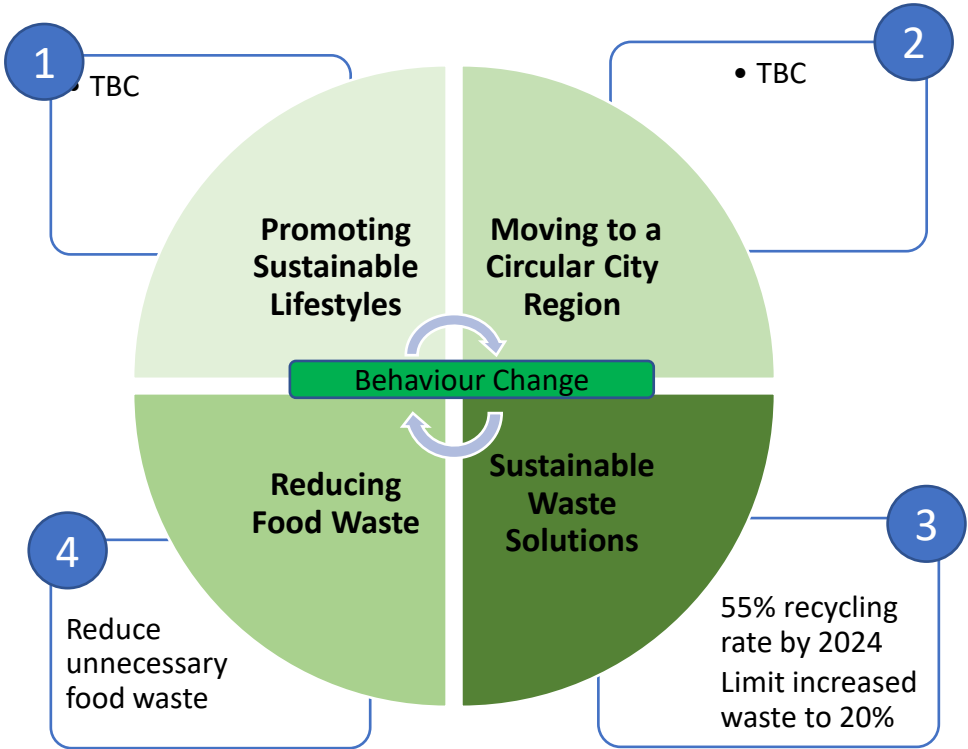 1
• TBC
2
• TBC
Promoting
Sustainable
Lifestyles
Moving to a
Circular City
Region
Behaviour Change
Reducing
Food Waste
Sustainable
Waste
Solutions
4
Reduce
unnecessary
food waste
3
55% recycling
rate by 2024
Limit increased
waste to 20%